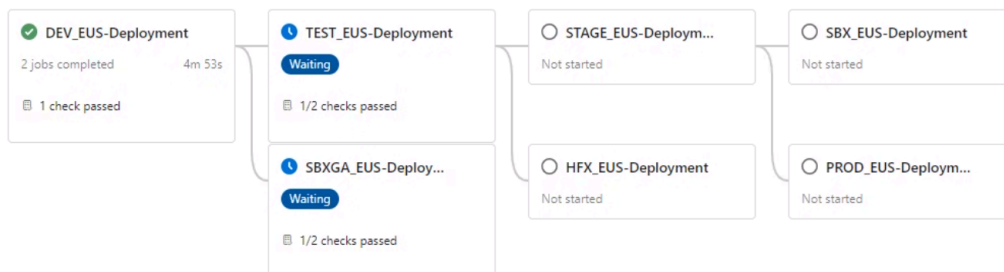 DEV_EUS-Deployment
2 jobs completed 4m 53s
1 check passed
TEST_EUS-Deployment
Waiting
1/2 checks passed
SBXGA_EUS-Deploy...
Waiting
1/2 checks passed
STAGE_EUS-Deploym...
Not started
HFX_EUS-Deployment
Not started
SBX_EUS-Deployment
Not started
PROD_EUS-Deploym...
Not started